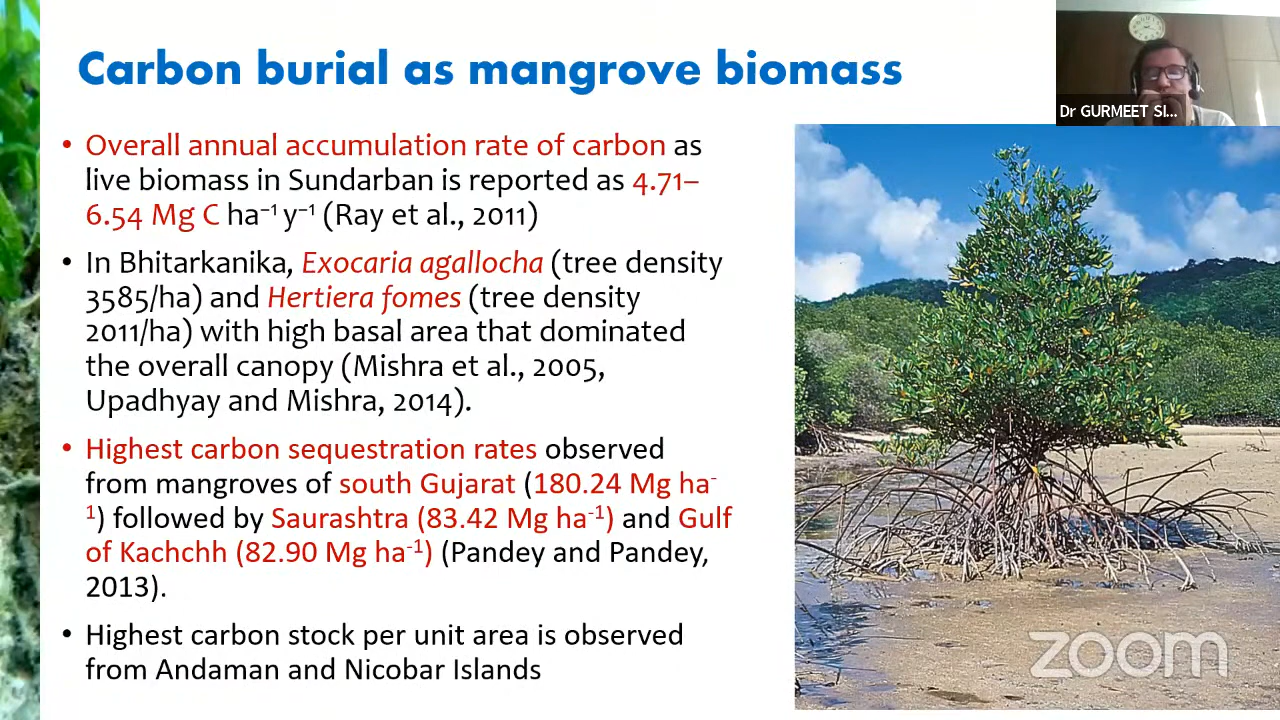 Carbon burial as mangrove biomass
Dr GURMEET SI...
• Overall annual accumulation rate of carbon as
live biomass in Sundarban is reported as 4.71–
6.54 Mg C ha⁻¹ y⁻¹ (Ray et al., 2011)
• In Bhitarkanika, Exocaria agallocha (tree density
3585/ha) and Hertiera fomes (tree density
2011/ha) with high basal area that dominated
the overall canopy (Mishra et al., 2005,
Upadhyay and Mishra, 2014).
• Highest carbon sequestration rates observed
from mangroves of south Gujarat (180.24 Mg ha⁻
¹) followed by Saurashtra (83.42 Mg ha⁻¹) and Gulf
of Kachchh (82.90 Mg ha⁻¹) (Pandey and Pandey,
2013).
• Highest carbon stock per unit area is observed
from Andaman and Nicobar Islands
zoom